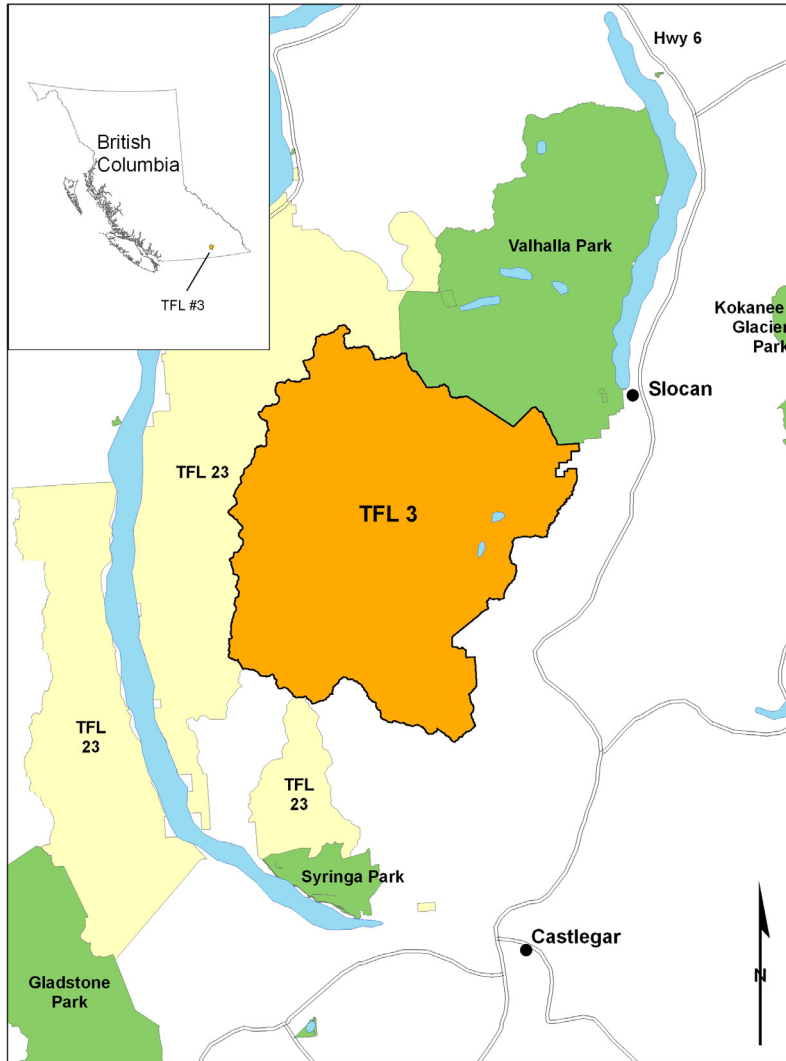 Hwy 6
British
Columbia
TFL #3
Valhalla Park
Kokanee
Glacier
Park
Slocan
TFL 23
TFL 3
TFL
23
TFL
23
Syringa Park
Castlegar
Gladstone
Park
N